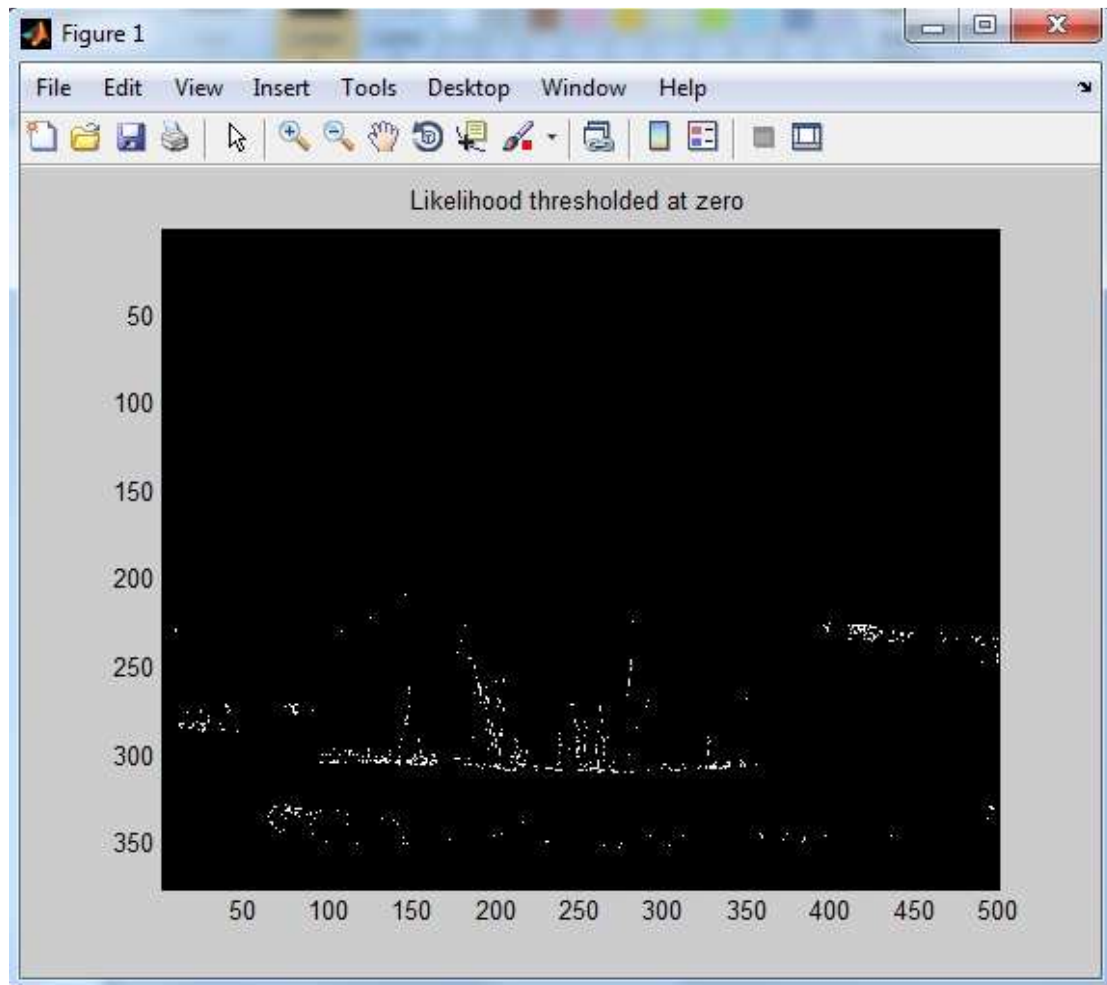 Figure 1
File Edit View Insert Tools Desktop Window Help
Likelihood thresholded at zero
50
100
150
200
250
300
350
50 100 150 200 250 300 350 400 450 500